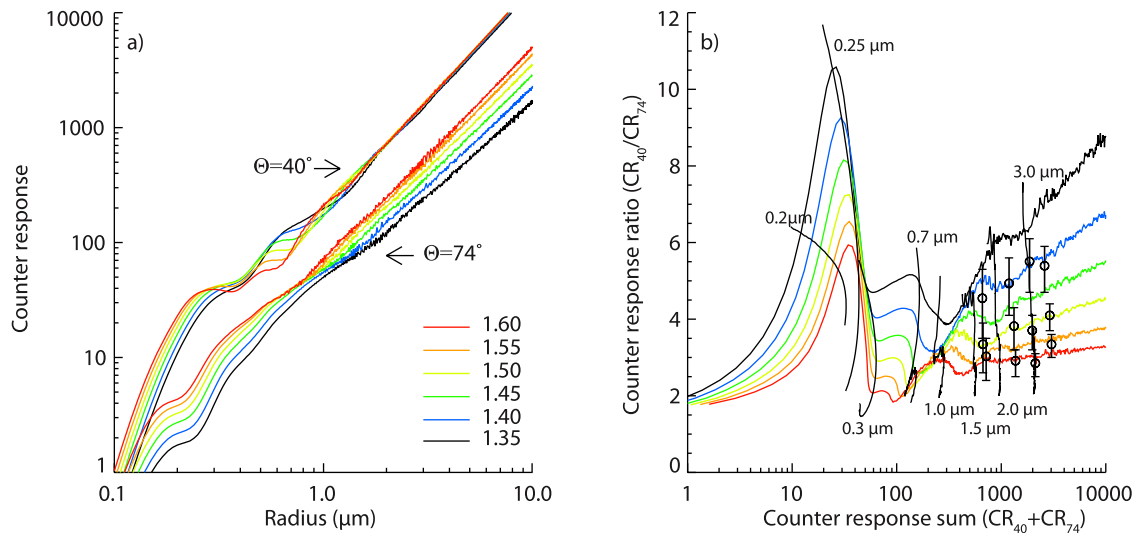 a)
Counter response
10000
1000
100
10
1
Θ=40°
Θ=74°
1.60
1.55
1.50
1.45
1.40
1.35
0.1
1.0
10.0
Radius (μm)
b)
Counter response ratio (CR40/CR74)
12
10
8
6
4
2
0
0.25 μm
0.2μm
0.7 μm
3.0 μm
0.3 μm
1.0 μm
1.5 μm
2.0 μm
1
10
100
1000
10000
Counter response sum (CR40+CR74)